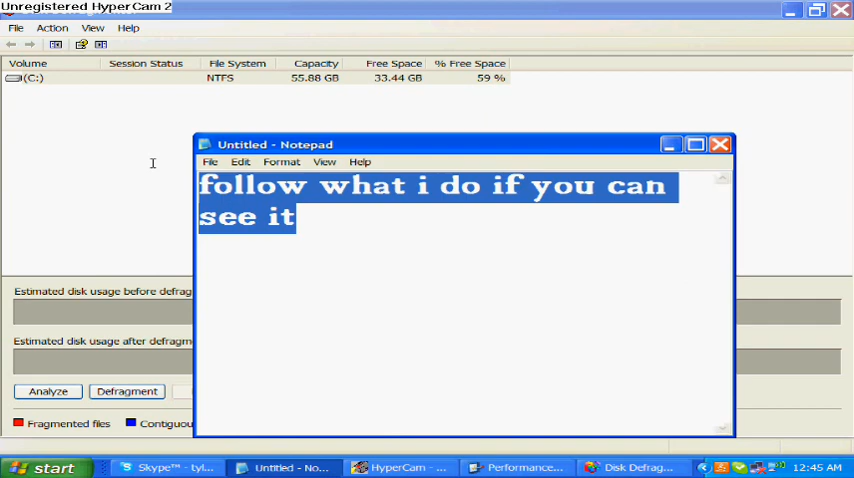 Unregistered HyperCam 2
File Action View Help
Volume Session Status File System Capacity Free Space % Free Space
(C:) NTFS 55.88 GB 33.44 GB 59 %
Untitled - Notepad
File Edit Format View Help
follow what i do if you can
see it
Estimated disk usage before defrag
Estimated disk usage after defragme
Analyze Defragment
Fragmented files Contiguou
start Skype™ - tyl... Untitled - No... HyperCam - ... Performance... Disk Defrag... 12:45 AM